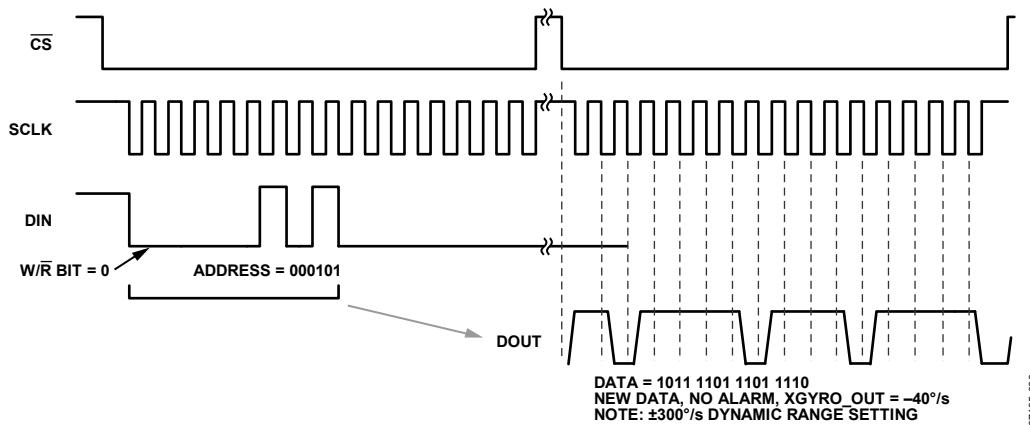 CS
SCLK
DIN
W/R BIT = 0
ADDRESS = 000101
DOUT
DATA = 1011 1101 1101 1110
NEW DATA, NO ALARM, XGYRO_OUT = –40°/s
NOTE: ±300°/s DYNAMIC RANGE SETTING